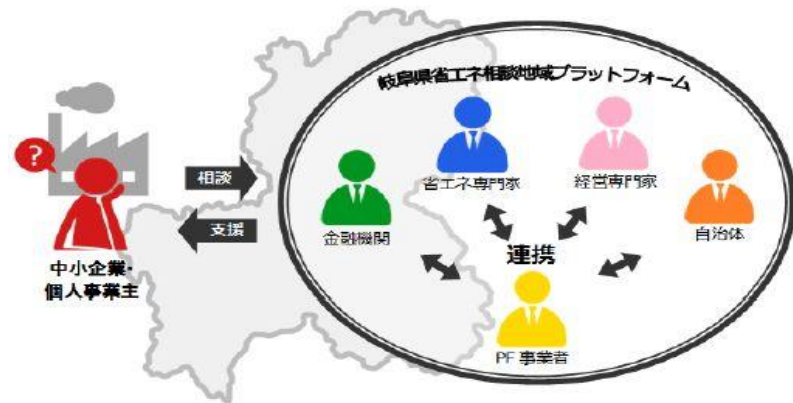 岐阜県省エネ相談地域プラットフォーム
?
相談
支援
中小企業・
個人事業主
金融機関
省エネ専門家
経営専門家
自治体
連携
PF 事業者